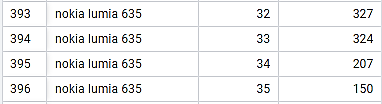 393 nokia lumia 635 32 327
394 nokia lumia 635 33 324
395 nokia lumia 635 34 207
396 nokia lumia 635 35 150